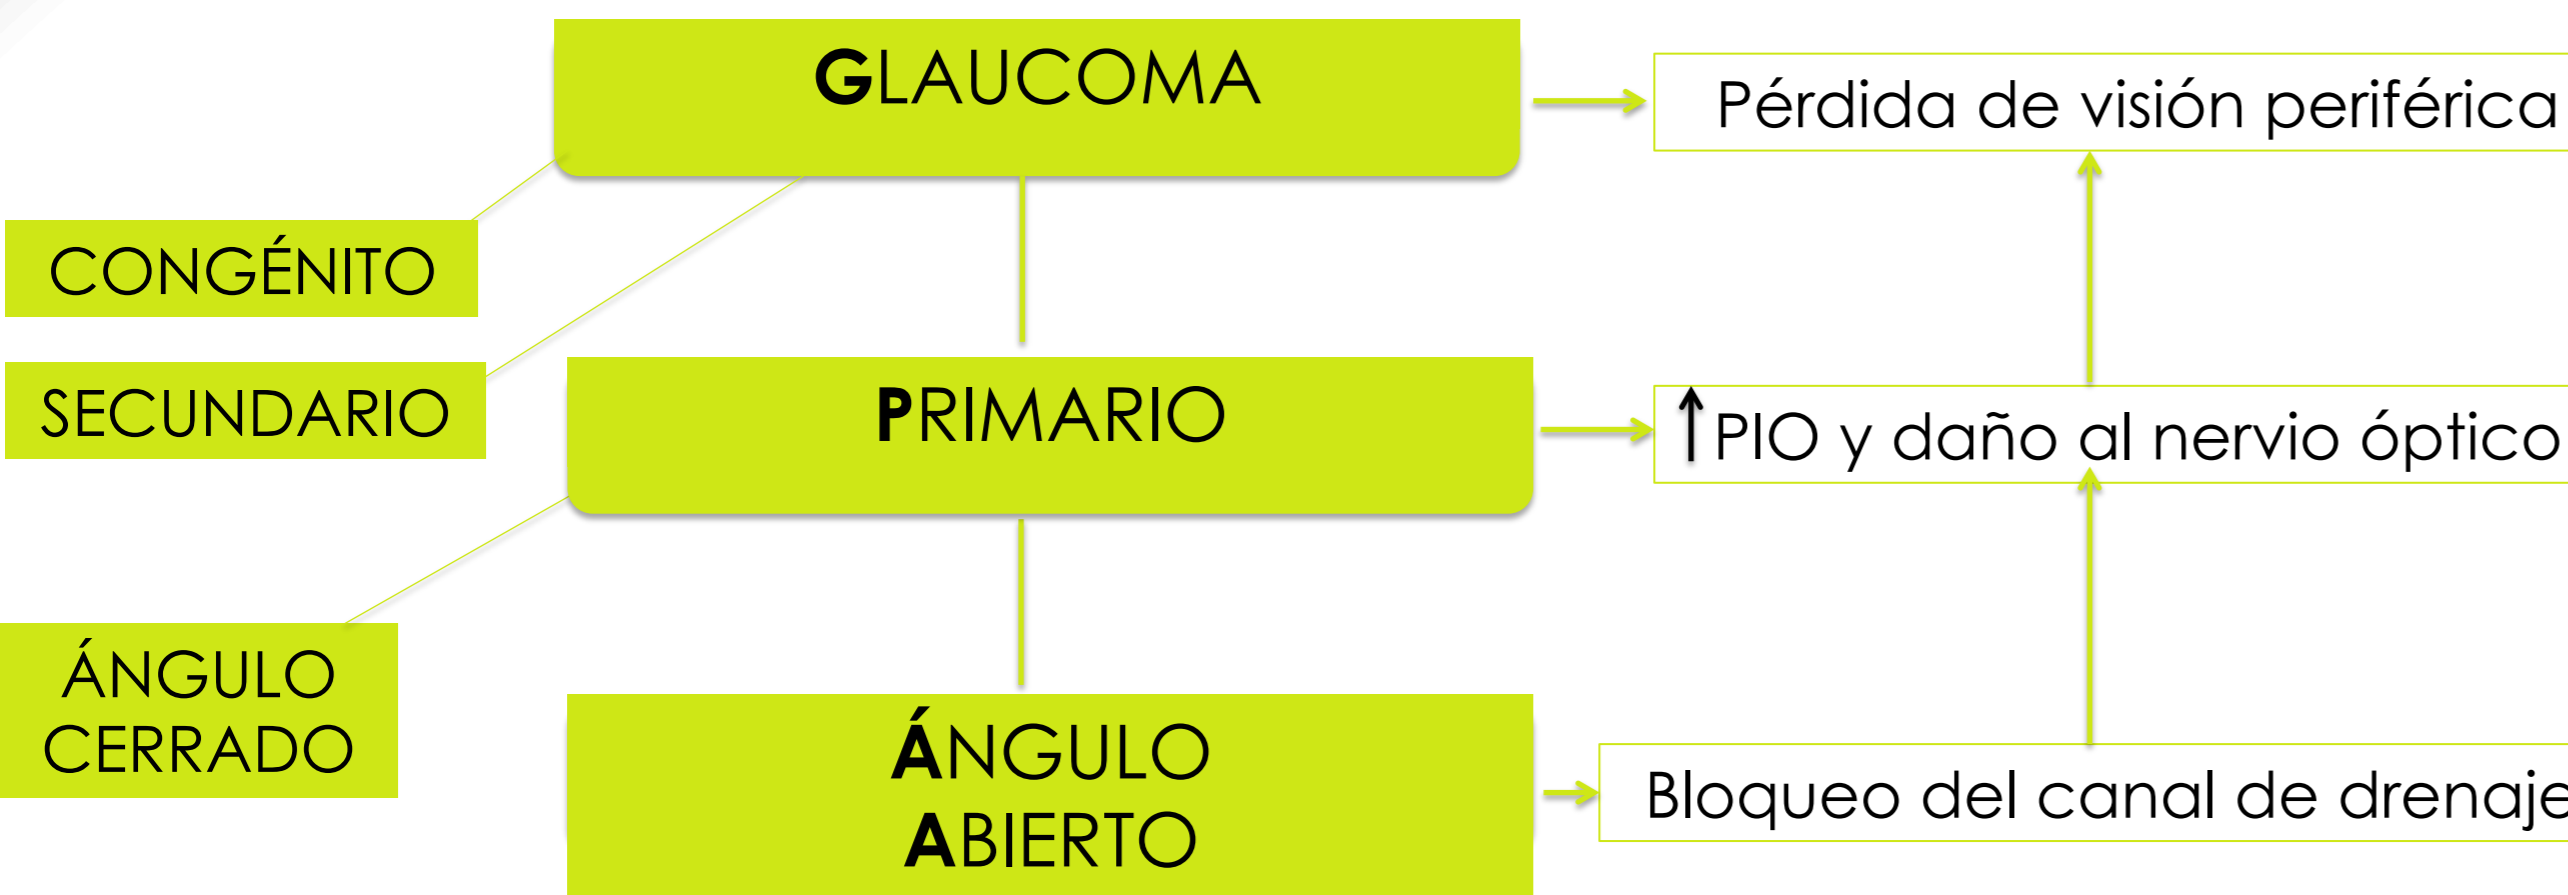 GLAUCOMA
Pérdida de visión periférica
CONGÉNITO
SECUNDARIO
PRIMARIO
↑PIO y daño al nervio óptico
ÁNGULO
CERRADO
ÁNGULO
ABIERTO
Bloqueo del canal de drenaje